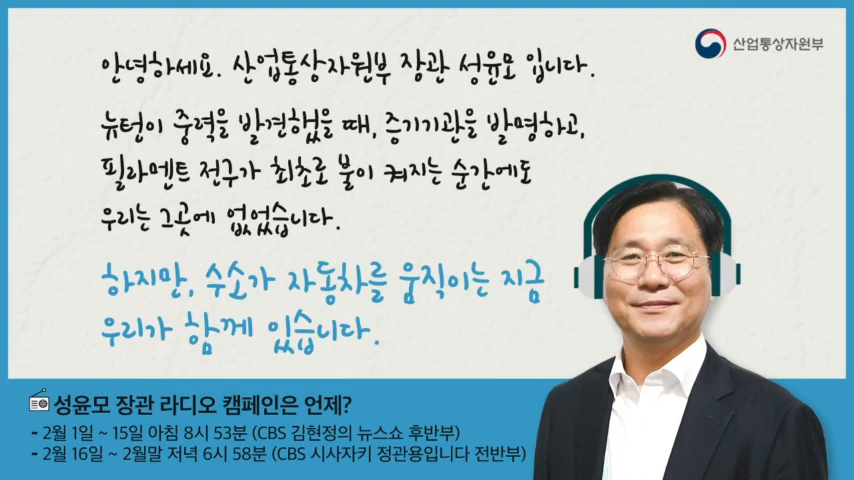 산업통상자원부
안녕하세요. 산업통상자원부 장관 성윤모 입니다.
뉴턴이 중력을 발견했을 때, 증기기관을 발명하고,
필라멘트 전구가 최초로 불이 켜지는 순간에도
우리는 그곳에 없었습니다.
하지만, 수소가 자동차를 움직이는 지금
우리가 함께 있습니다.
성윤모 장관 라디오 캠페인은 언제?
- 2월 1일 ~ 15일 아침 8시 53분 (CBS 김현정의 뉴스쇼 후반부)
- 2월 16일 ~ 2월말 저녁 6시 58분 (CBS 시사자키 정관용입니다 전반부)